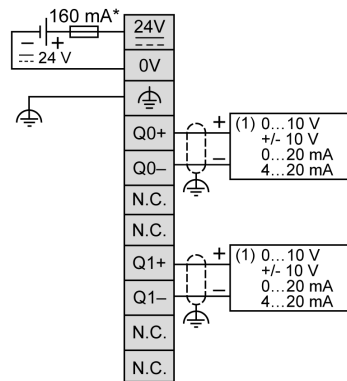 160 mA*
24 V
24V
0V
Q0+
Q0–
N.C.
N.C.
Q1+
Q1–
N.C.
N.C.
(1) 0...10 V
+/- 10 V
0...20 mA
4...20 mA
(1) 0...10 V
+/- 10 V
0...20 mA
4...20 mA